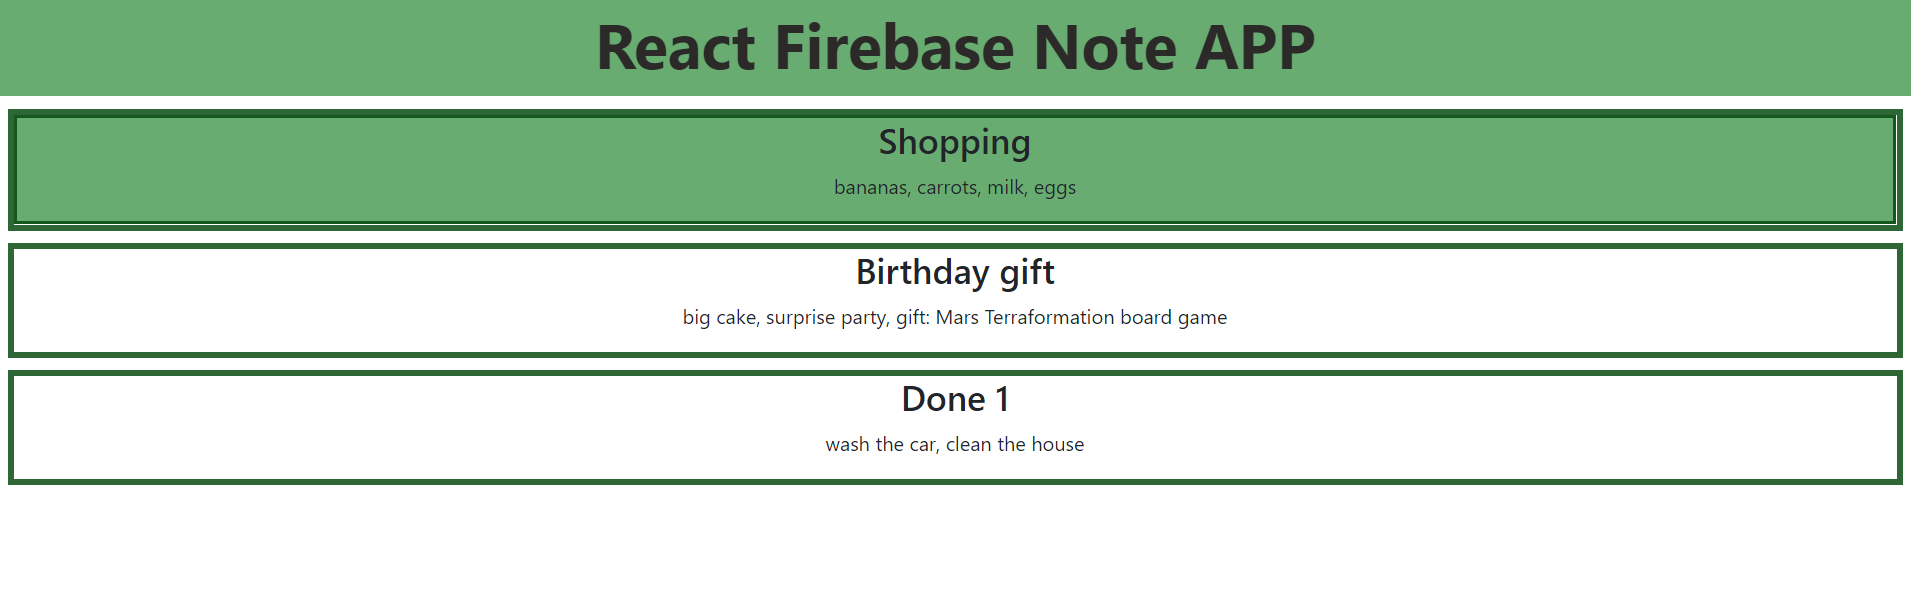 React Firebase Note APP
Shopping
bananas, carrots, milk, eggs
Birthday gift
big cake, surprise party, gift: Mars Terraformation board game
Done 1
wash the car, clean the house